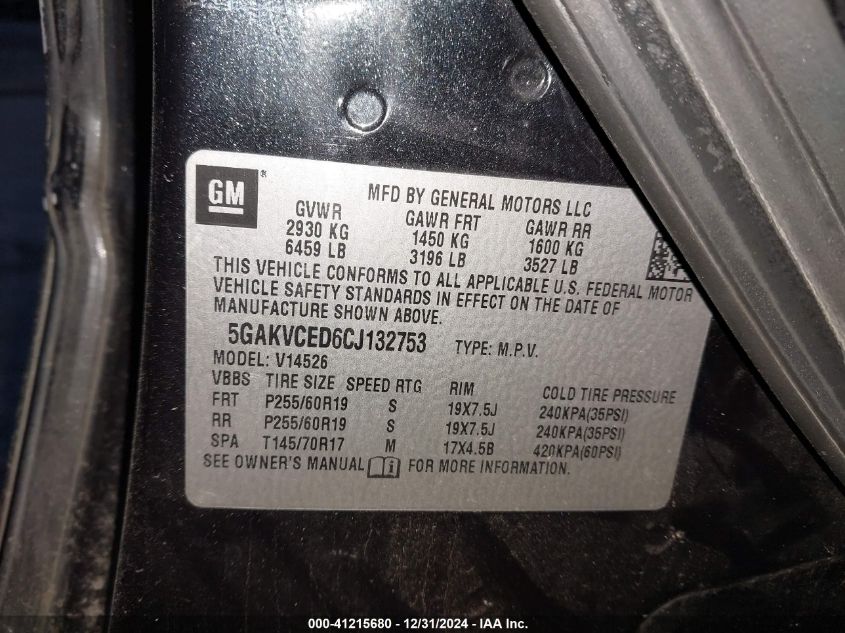 GM ®
MFD BY GENERAL MOTORS LLC
GVWR GAWR FRT GAWR RR
2930 KG 1450 KG 1600 KG
6459 LB 3196 LB 3527 LB
THIS VEHICLE CONFORMS TO ALL APPLICABLE U.S. FEDERAL MOTOR
VEHICLE SAFETY STANDARDS IN EFFECT ON THE DATE OF
MANUFACTURE SHOWN ABOVE.
5GAKVCED6CJ132753 TYPE: M.P.V.
MODEL: V14526
VBBS TIRE SIZE SPEED RTG RIM COLD TIRE PRESSURE
FRT P255/60R19 S 19X7.5J 240KPA(35PSI)
RR P255/60R19 S 19X7.5J 240KPA(35PSI)
SPA T145/70R17 M 17X4.5B 420KPA(60PSI)
SEE OWNER'S MANUAL i FOR MORE INFORMATION.
000-41215680 - 12/31/2024 - IAA Inc.